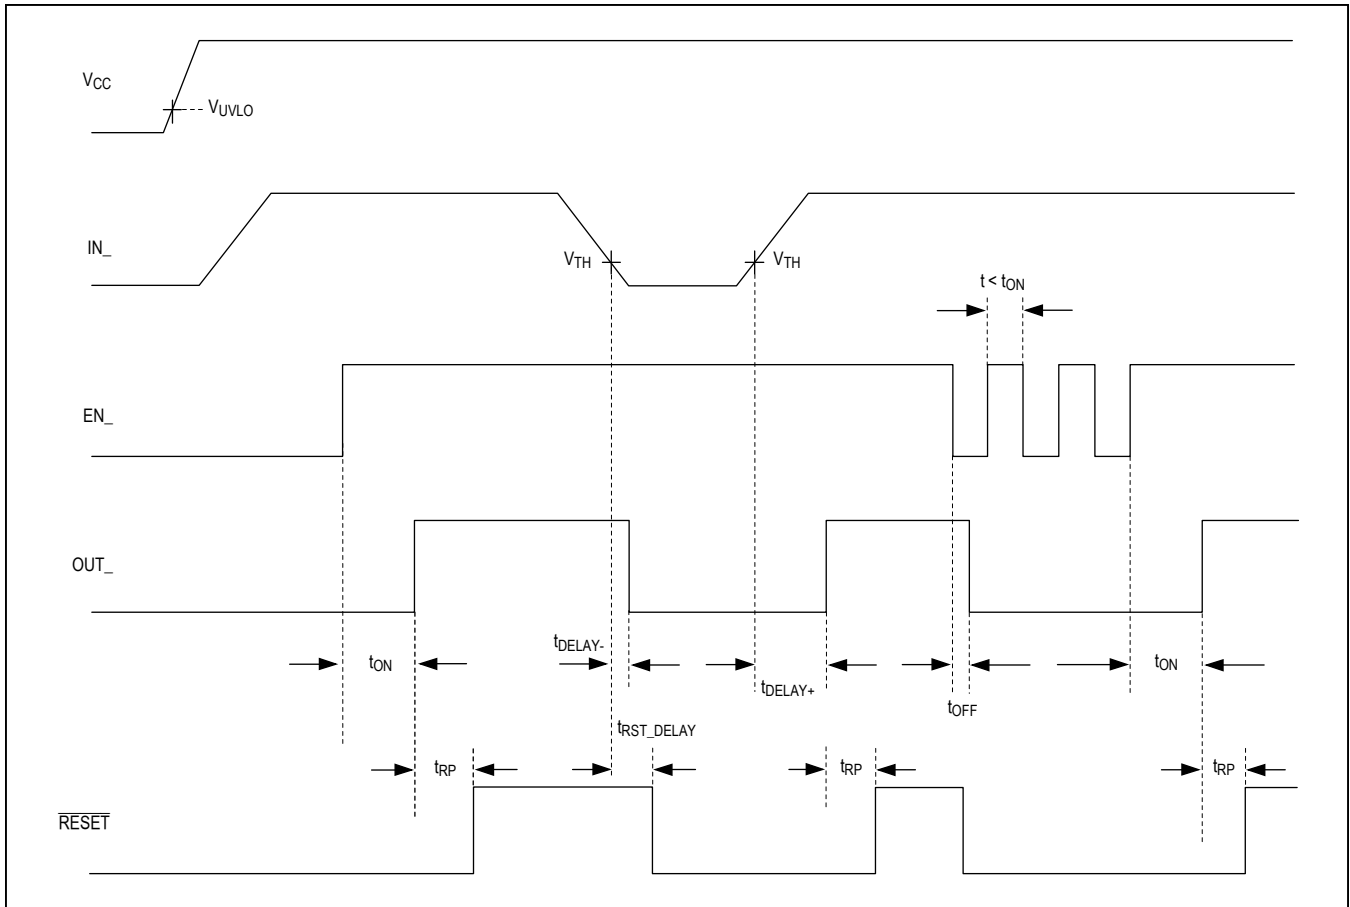 VCC
VUVLO
IN_
VTH
VTH
t < tON
EN_
OUT_
tON
tDELAY-
tDELAY+
tOFF
tON
tRST_DELAY
tRP
tRP
tRP
RESET